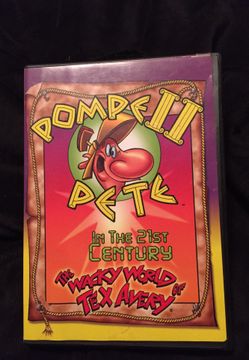 POMPEII
PETE
IN THE 21ST
CENTURY
THE
WACKY WORLD OF
TEX AVERY